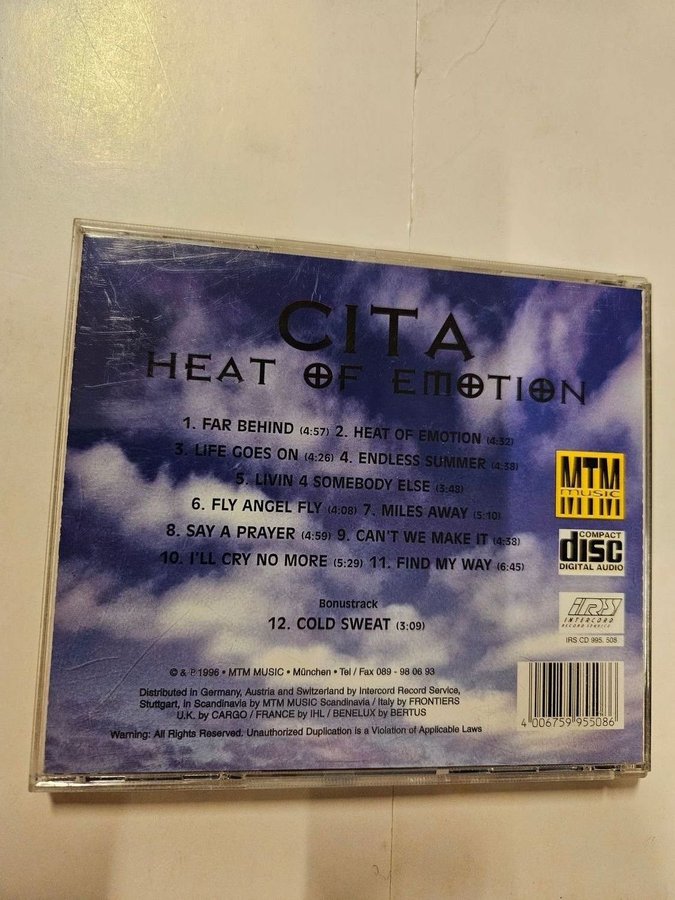 CITA
HEAT OF EMOTION
1. FAR BEHIND (4:57) 2. HEAT OF EMOTION (4:32)
3. LIFE GOES ON (4:26) 4. ENDLESS SUMMER (4:38)
5. LIVIN 4 SOMEBODY ELSE (3:48)
6. FLY ANGEL FLY (4:08) 7. MILES AWAY (5:10)
8. SAY A PRAYER (4:59) 9. CAN'T WE MAKE IT (4:38)
10. I'LL CRY NO MORE (5:29) 11. FIND MY WAY (6:45)
Bonustrack
12. COLD SWEAT (3:09)
MTM
music
MTM
COMPACT
disc
DIGITAL AUDIO
IRS
INTERCORD
RECORD SERVICE
IRS CD 995. 508
© & ℗ 1996 • MTM MUSIC • München • Tel / Fax 089 - 98 06 93
Distributed in Germany, Austria and Switzerland by Intercord Record Service,
Stuttgart, in Scandinavia by MTM MUSIC Scandinavia / Italy by FRONTIERS
U.K. by CARGO / FRANCE by IHL / BENELUX by BERTUS
Warning: All Rights Reserved. Unauthorized Duplication is a Violation of Applicable Laws
4 006759 955086